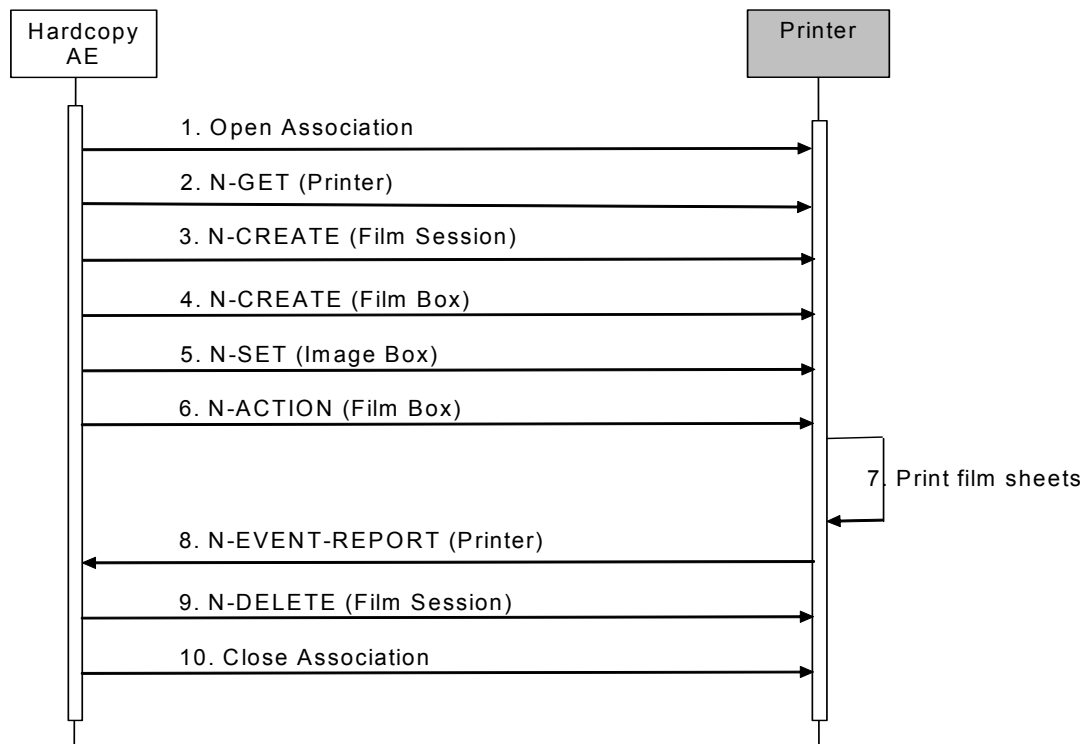 Hardcopy
AE
Printer
1. Open Association
2. N-GET (Printer)
3. N-CREATE (Film Session)
4. N-CREATE (Film Box)
5. N-SET (Image Box)
6. N-ACTION (Film Box)
7. Print film sheets
8. N-EVENT-REPORT (Printer)
9. N-DELETE (Film Session)
10. Close Association